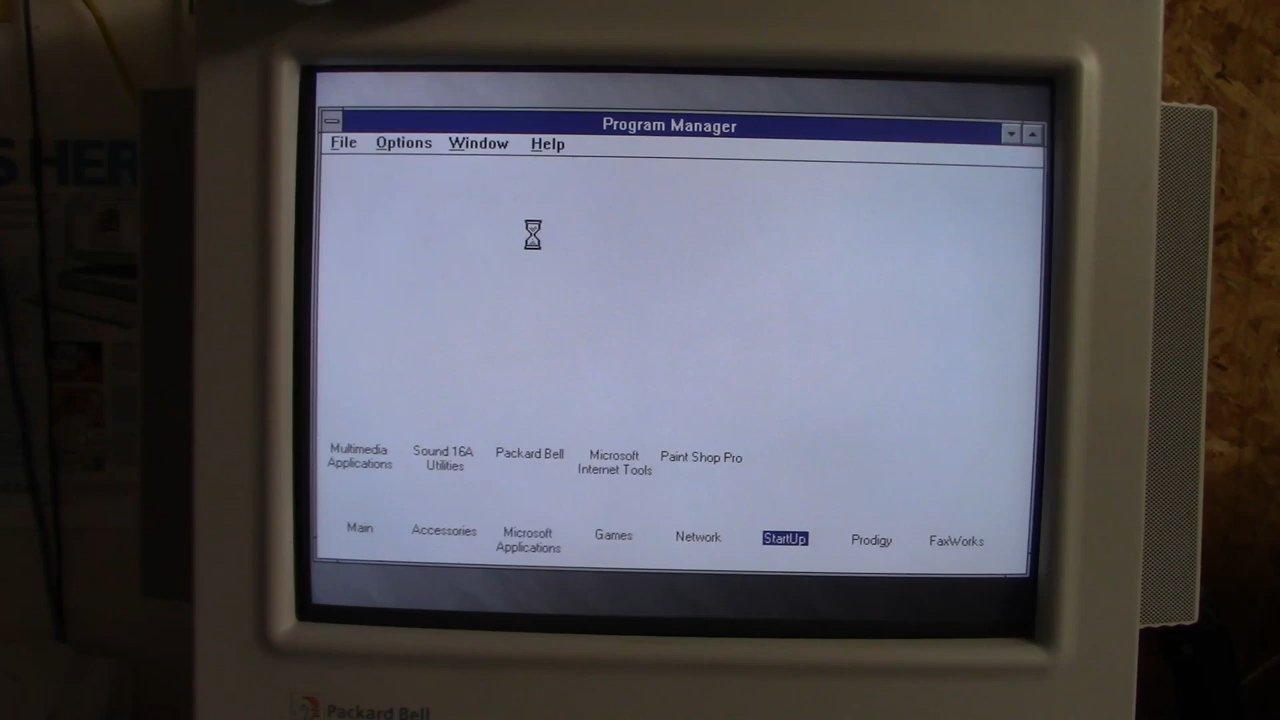 Program Manager
File Options Window Help
Multimedia Applications
Sound 16A Utilities
Packard Bell
Microsoft Internet Tools
Paint Shop Pro
Main
Accessories
Microsoft Applications
Games
Network
StartUp
Prodigy
FaxWorks
S HER
Packard Bell